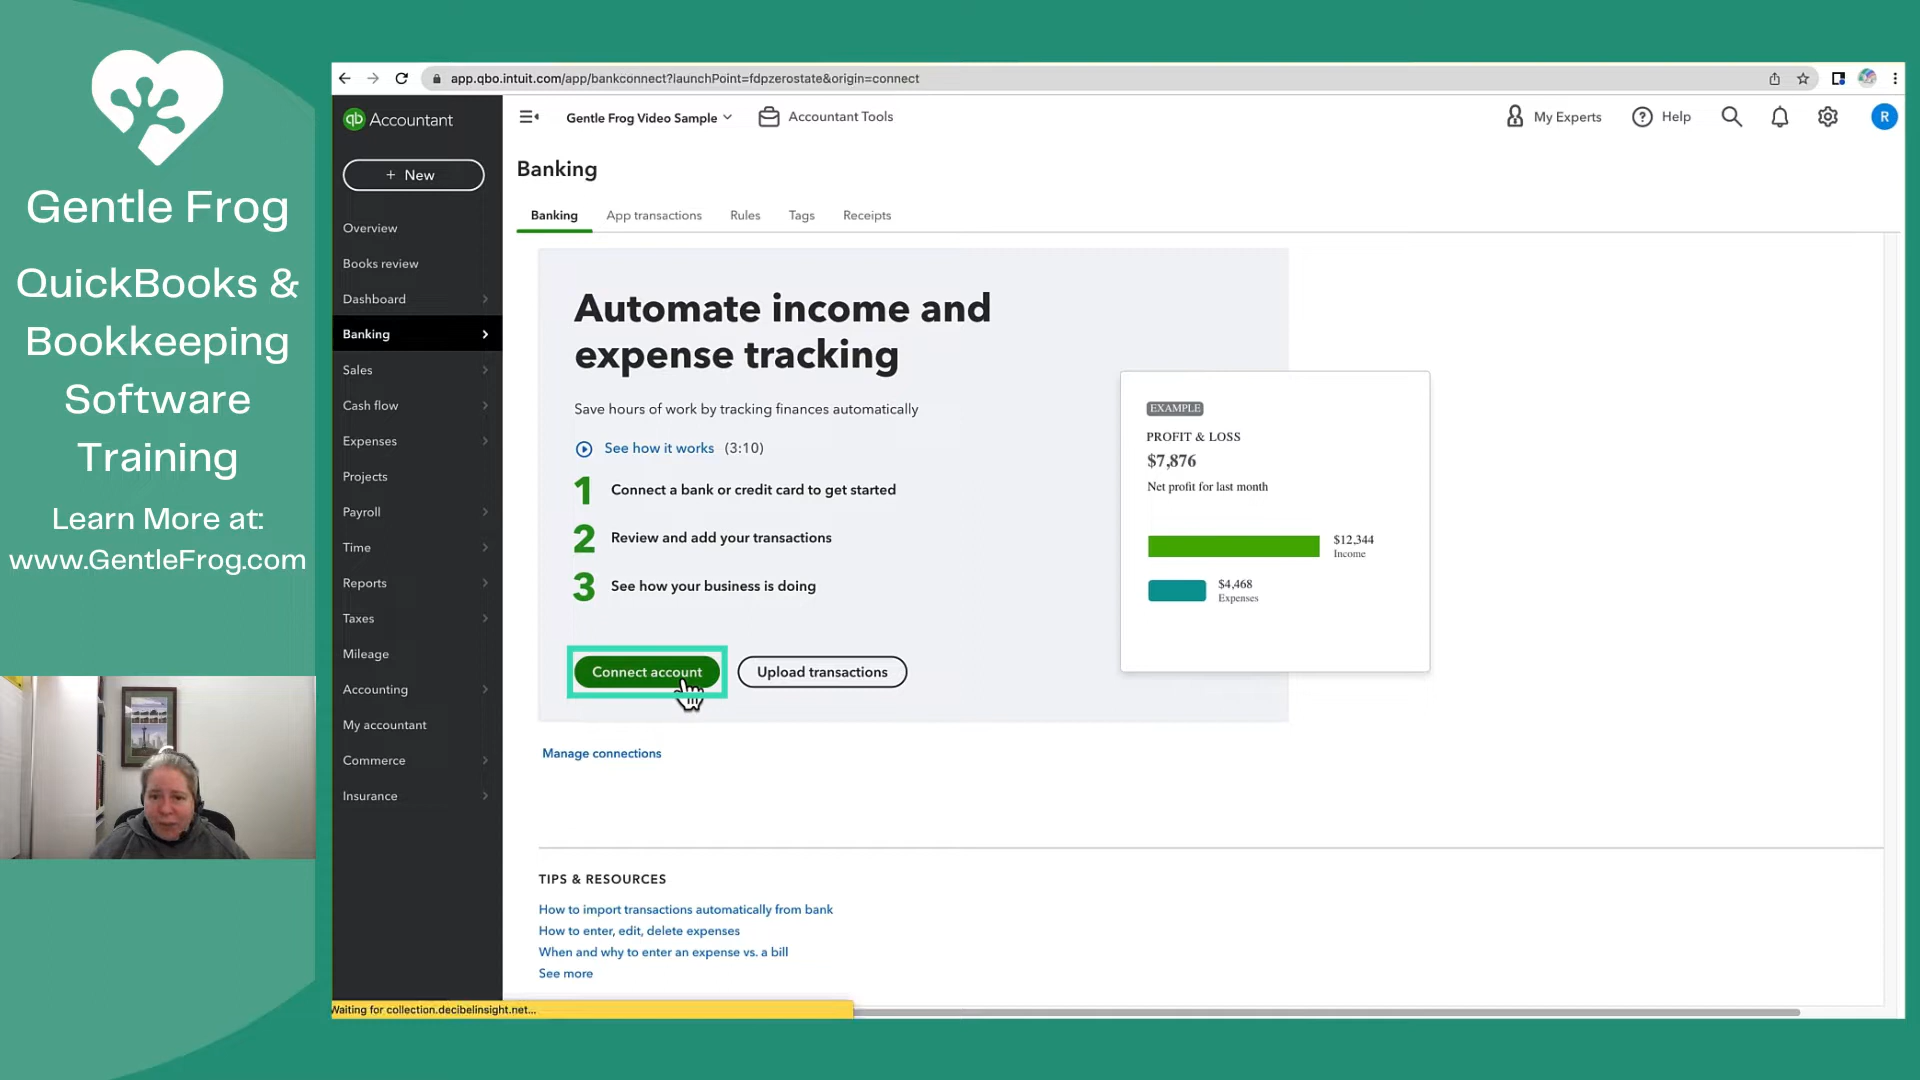 Gentle Frog
QuickBooks &
Bookkeeping
Software
Training
Learn More at:
www.GentleFrog.com
app.qbo.intuit.com/app/bankconnect?launchPoint=fdpzerostate&origin=connect
qb Accountant
+ New
Overview
Books review
Dashboard
Banking
Sales
Cash flow
Expenses
Projects
Payroll
Time
Reports
Taxes
Mileage
Accounting
My accountant
Commerce
Insurance
Gentle Frog Video Sample
Accountant Tools
My Experts
Help
R
Banking
Banking
App transactions
Rules
Tags
Receipts
Automate income and
expense tracking
Save hours of work by tracking finances automatically
See how it works (3:10)
1 Connect a bank or credit card to get started
2 Review and add your transactions
3 See how your business is doing
Connect account
Upload transactions
EXAMPLE
PROFIT & LOSS
$7,876
Net profit for last month
$12,344
Income
$4,468
Expenses
Manage connections
TIPS & RESOURCES
How to import transactions automatically from bank
How to enter, edit, delete expenses
When and why to enter an expense vs. a bill
See more
Waiting for collection.decibelinsight.net...